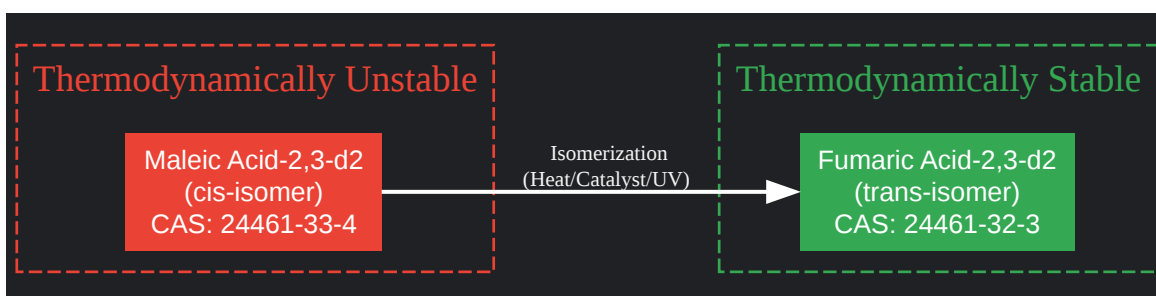 Thermodynamically Unstable
Maleic Acid-2,3-d2
(cis-isomer)
CAS: 24461-33-4
Isomerization
(Heat/Catalyst/UV)
Thermodynamically Stable
Fumaric Acid-2,3-d2
(trans-isomer)
CAS: 24461-32-3